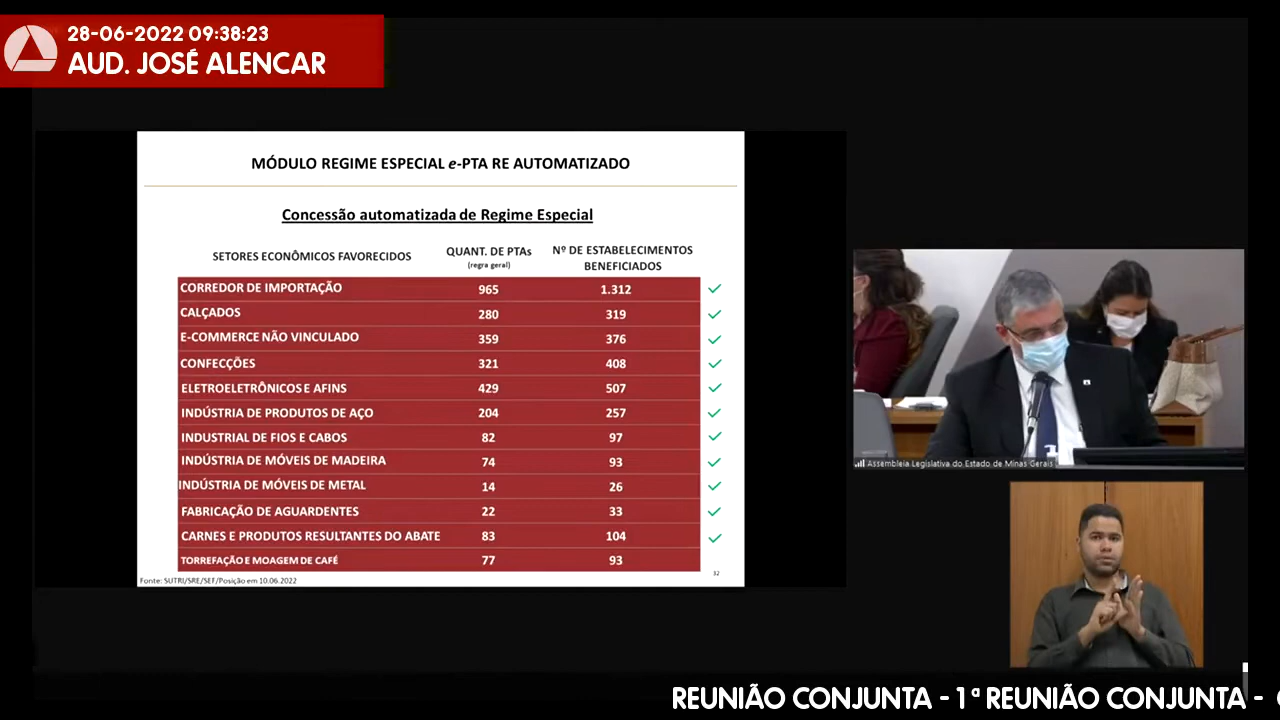 28-06-2022 09:38:23
AUD. JOSÉ ALENCAR
MÓDULO REGIME ESPECIAL e-PTA RE AUTOMATIZADO
Concessão automatizada de Regime Especial
SETORES ECONÔMICOS FAVORECIDOS QUANT. DE PTAs (regra geral) Nº DE ESTABELECIMENTOS BENEFICIADOS
CORREDOR DE IMPORTAÇÃO 965 1.312
CALÇADOS 280 319
E-COMMERCE NÃO VINCULADO 359 376
CONFECÇÕES 321 408
ELETROELETRÔNICOS E AFINS 429 507
INDÚSTRIA DE PRODUTOS DE AÇO 204 257
INDUSTRIAL DE FIOS E CABOS 82 97
INDÚSTRIA DE MÓVEIS DE MADEIRA 74 93
INDÚSTRIA DE MÓVEIS DE METAL 14 26
FABRICAÇÃO DE AGUARDENTES 22 33
CARNES E PRODUTOS RESULTANTES DO ABATE 83 104
TORREFAÇÃO E MOAGEM DE CAFÉ 77 93
32
Fonte: SUTRI/SRE/SEF/Posição em 10.06.2022
Assembleia Legislativa do Estado de Minas Gerais
REUNIÃO CONJUNTA - 1ª REUNIÃO CONJUNTA -